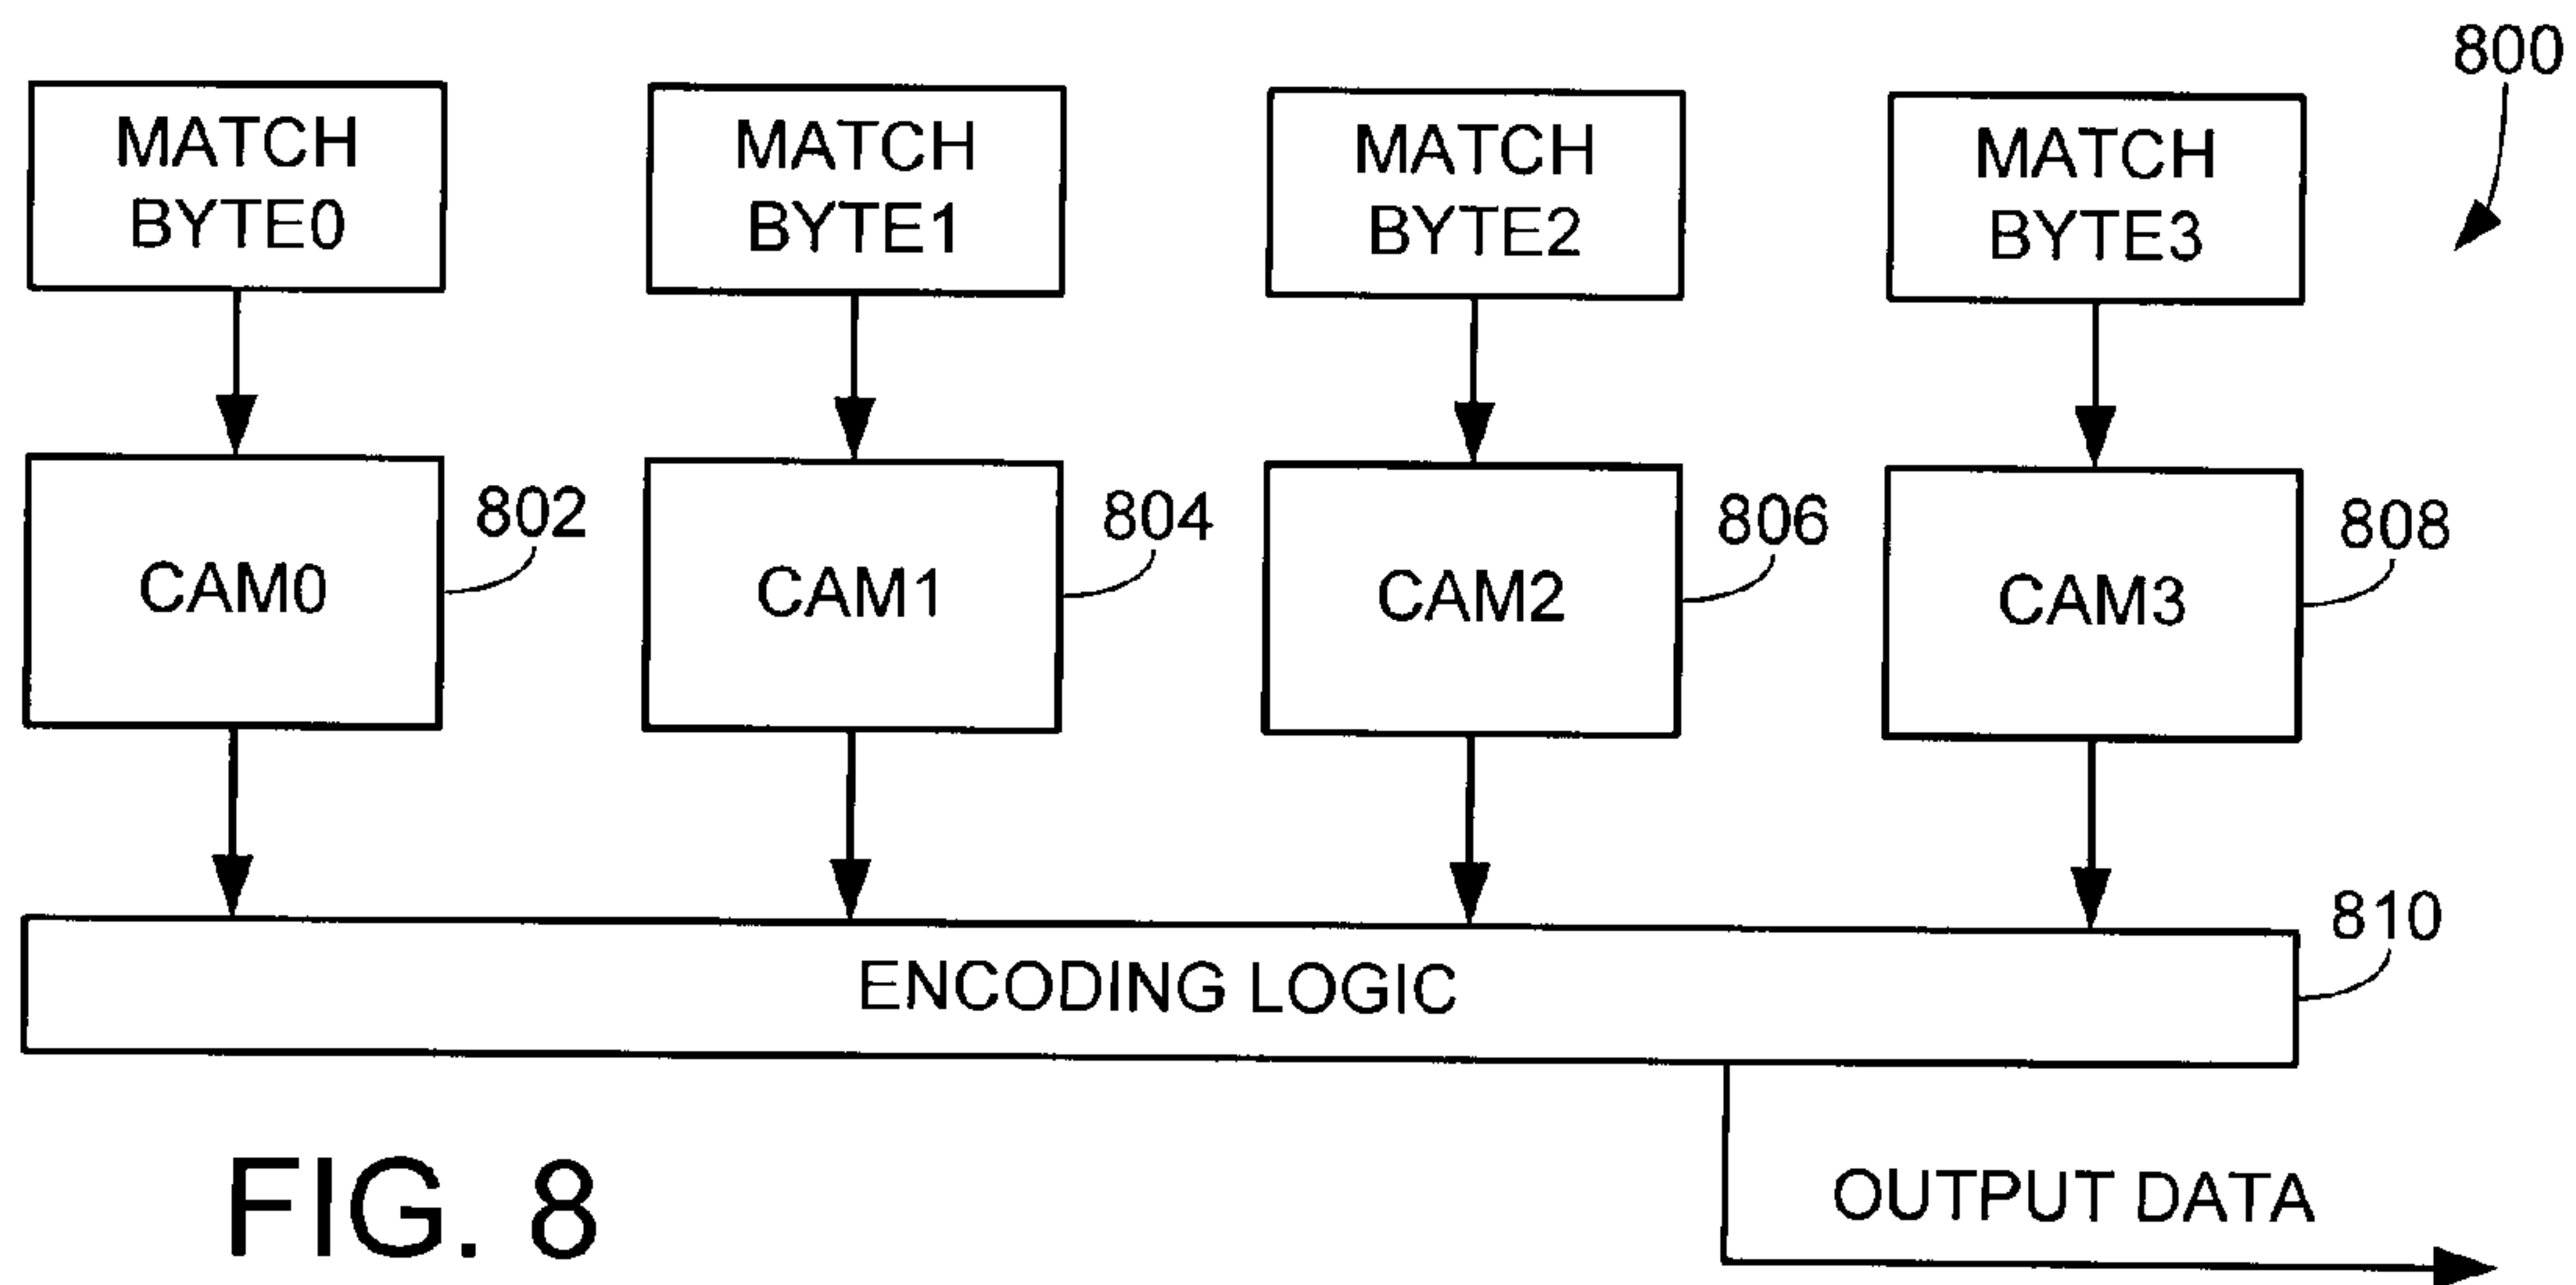 800
MATCH
BYTE0
MATCH
BYTE1
MATCH
BYTE2
MATCH
BYTE3
CAM0
802
CAM1
804
CAM2
806
CAM3
808
ENCODING LOGIC
810
OUTPUT DATA
FIG. 8